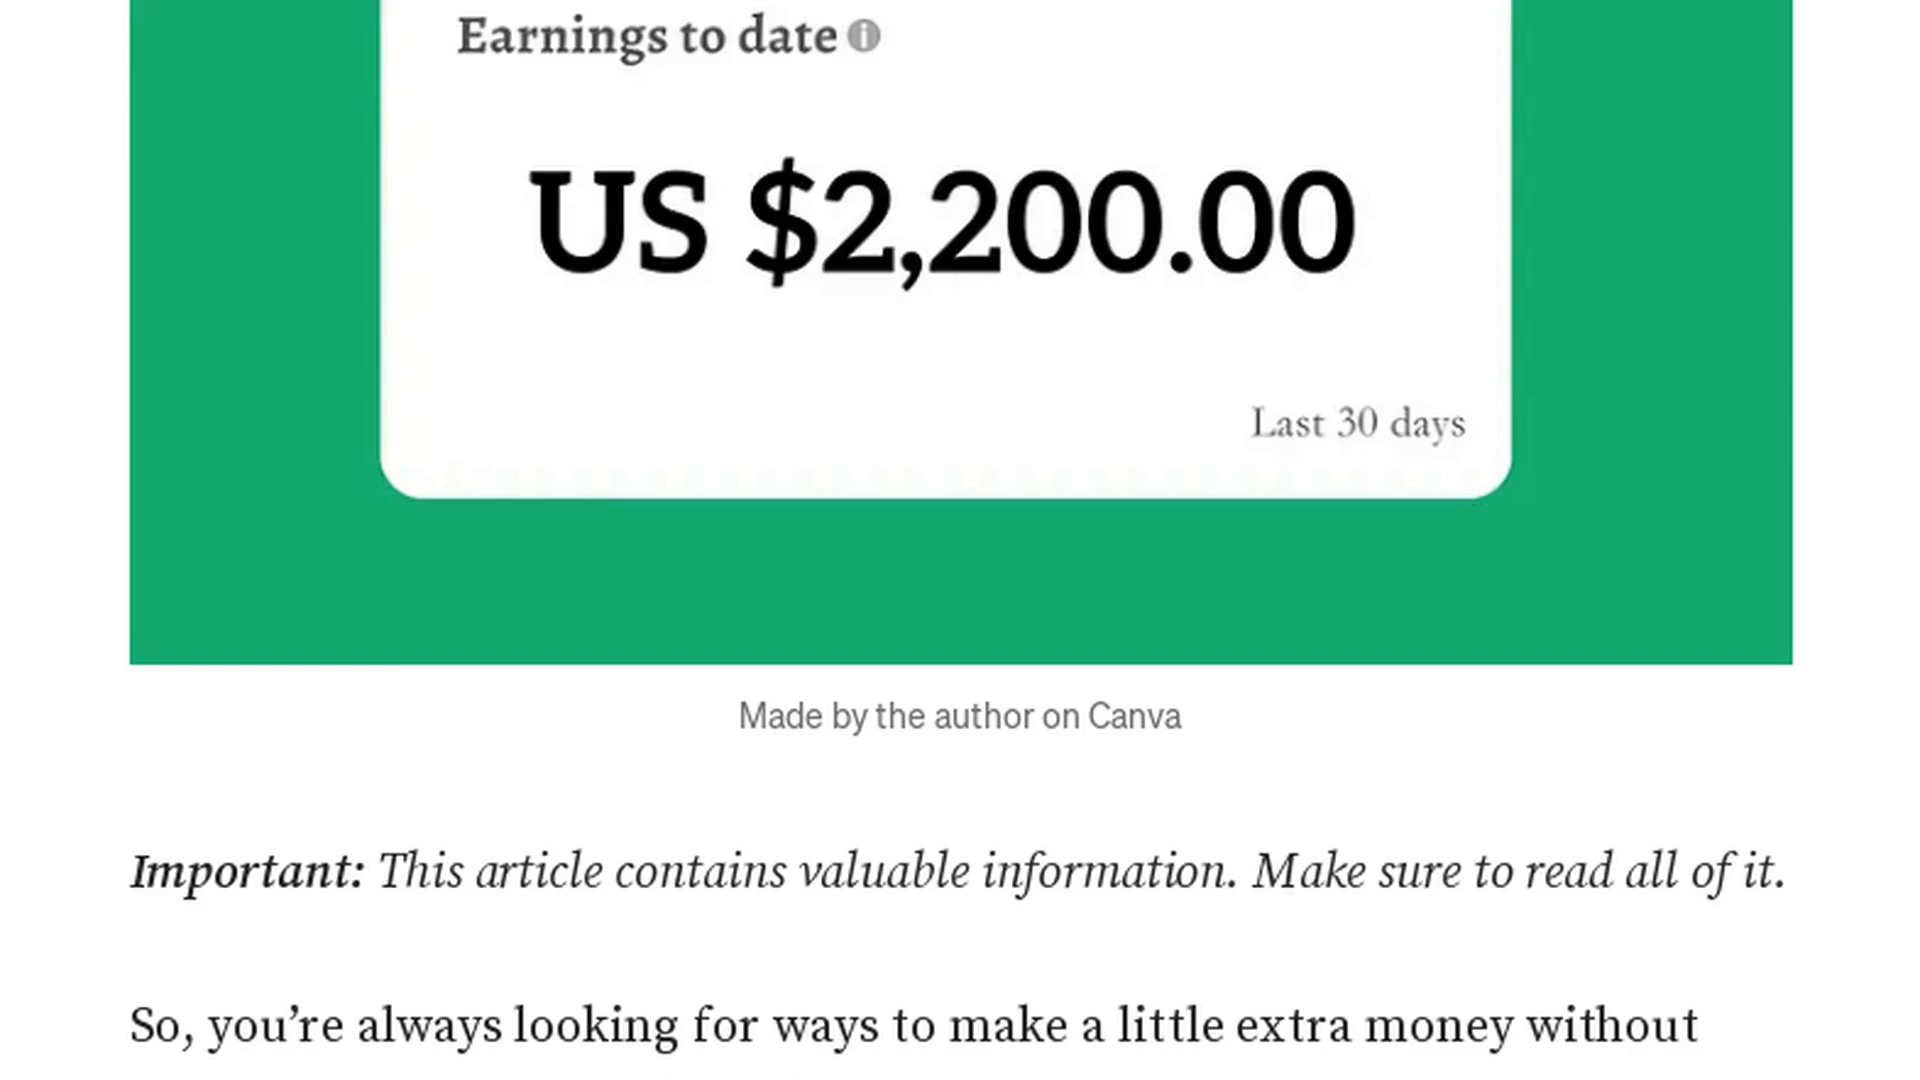 Earnings to date
US $2,200.00
Last 30 days
Made by the author on Canva
Important: This article contains valuable information. Make sure to read all of it.
So, you’re always looking for ways to make a little extra money without